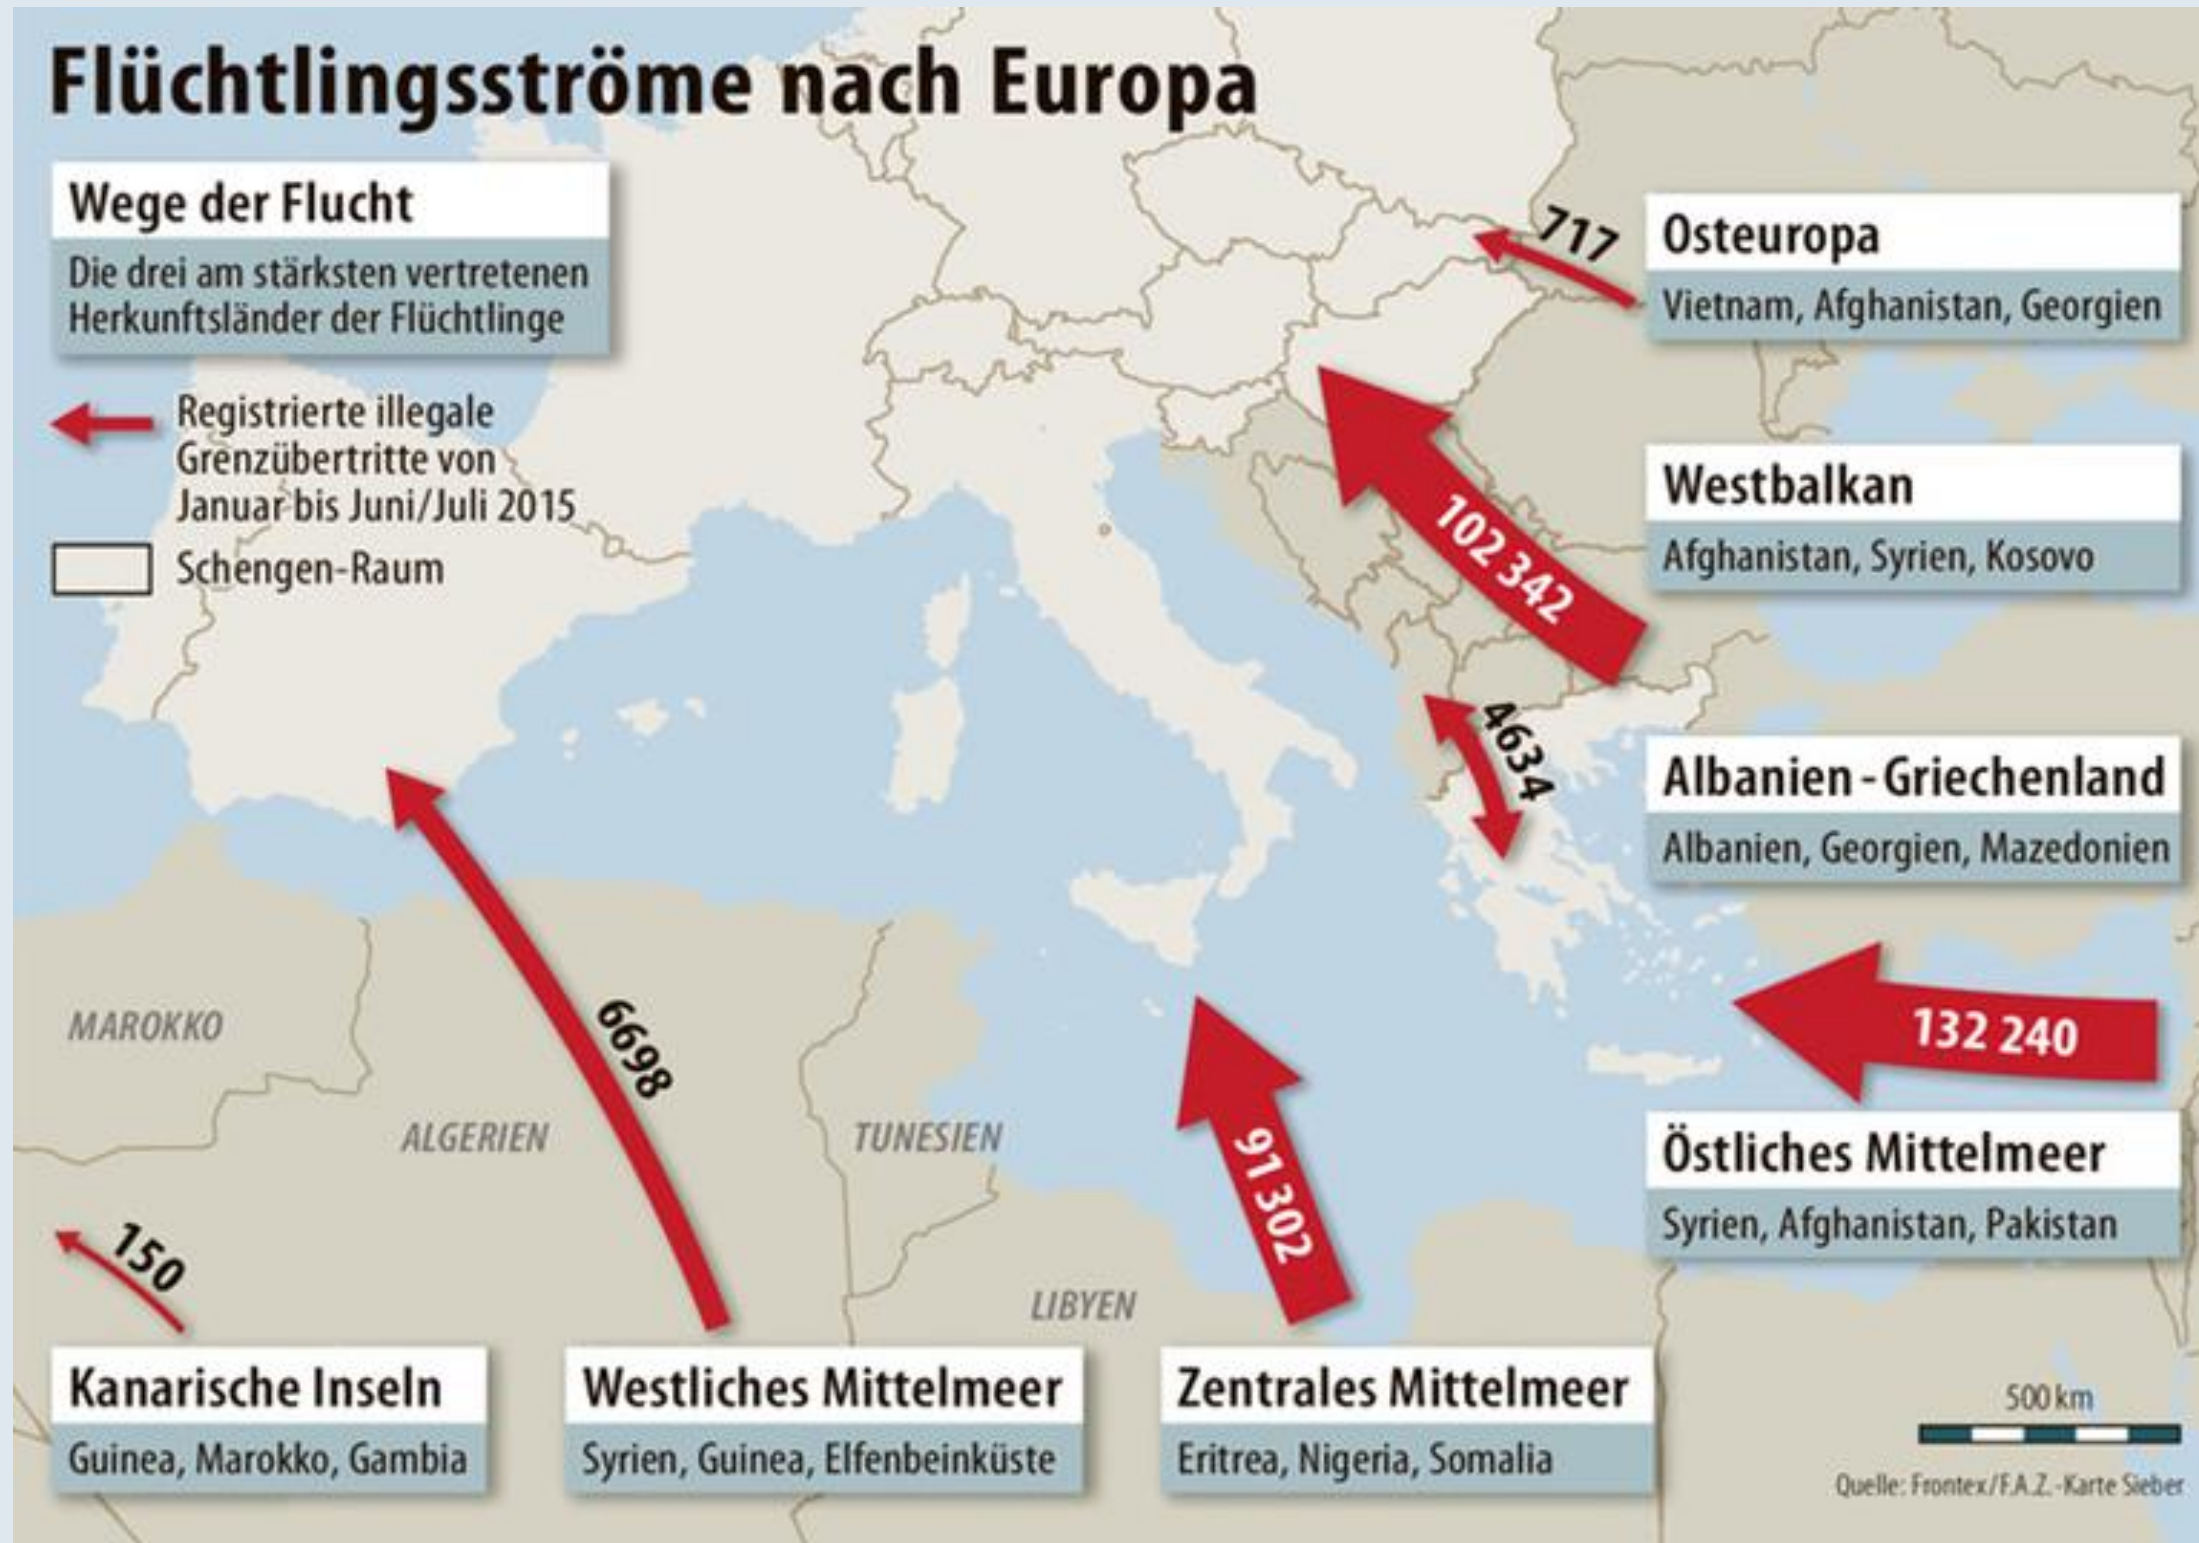 Flüchtlingsströme nach Europa
Wege der Flucht
Die drei am stärksten vertretenen
Herkunftsländer der Flüchtlinge
Registrierte illegale
Grenzübertritte von
Januar bis Juni/Juli 2015
Schengen-Raum
717
Osteuropa
Vietnam, Afghanistan, Georgien
102 342
Westbalkan
Afghanistan, Syrien, Kosovo
4634
Albanien - Griechenland
Albanien, Georgien, Mazedonien
132 240
Östliches Mittelmeer
Syrien, Afghanistan, Pakistan
MAROKKO
ALGERIEN
TUNESIEN
LIBYEN
6698
91 302
150
Kanarische Inseln
Guinea, Marokko, Gambia
Westliches Mittelmeer
Syrien, Guinea, Elfenbeinküste
Zentrales Mittelmeer
Eritrea, Nigeria, Somalia
500 km
Quelle: Frontex/F.A.Z.-Karte Sieber